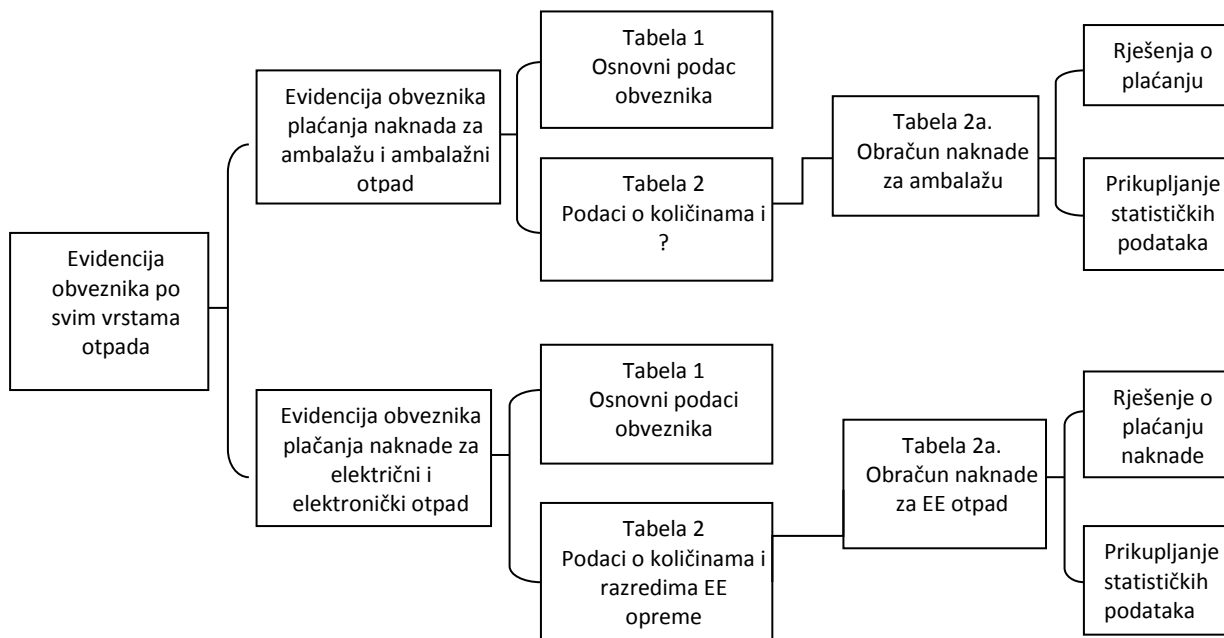 Evidencija
obveznika po
svim vrstama
otpada
Evidencija obveznika
plaćanja naknada za
ambalažu i ambalažni
otpad
Tabela 1
Osnovni podac
obveznika
Tabela 2
Podaci o količinama i
?
Tabela 2a.
Obračun naknade
za ambalažu
Rješenja o
plaćanju
Prikupljanje
statističkih
podataka
Evidencija obveznika
plačanja naknade za
električni i
elektronički otpad
Tabela 1
Osnovni podaci
obveznika
Tabela 2
Podaci o količinama i
razredima EE
opreme
Tabela 2a.
Obračun naknade
za EE otpad
Rješenje o
plaćanju
naknade
Prikupljanje
statističkih
podataka